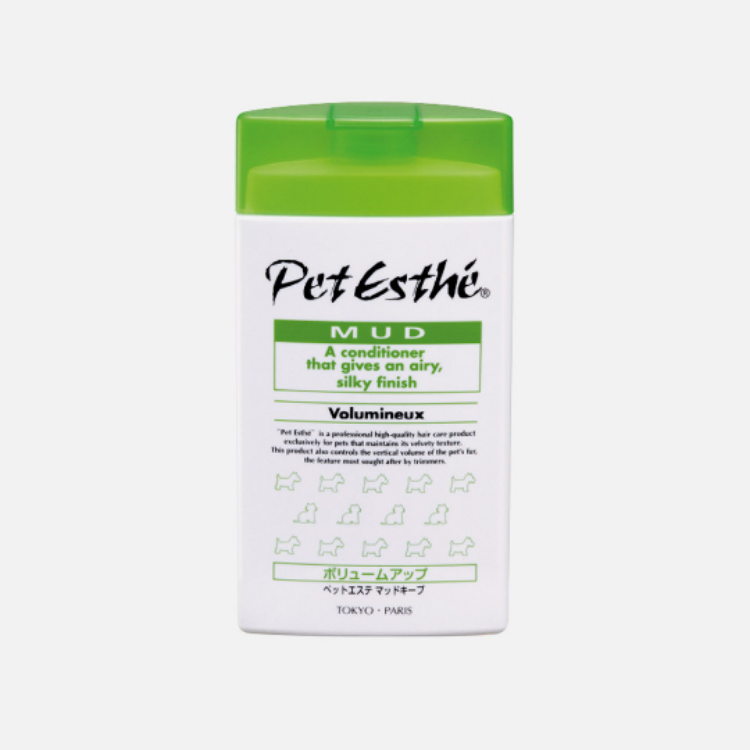 Pet Esthé®
MUD
A conditioner
that gives an airy,
silky finish
Volumineux
"Pet Esthé" is a professional high-quality hair care product
exclusively for pets that maintains its velvety texture.
This product also controls the vertical volume of the pet's fur,
the feature most sought after by trimmers.
ボリュームアップ
ペットエステ マッドキープ
TOKYO・PARIS